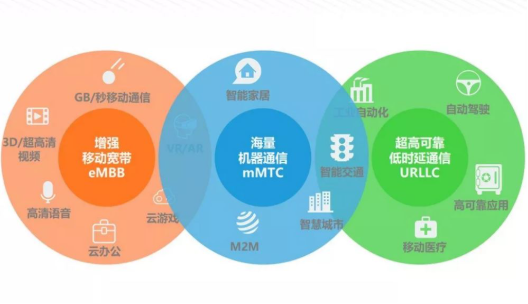 GB/秒移动通信
3D/超高清
视频
增强
移动宽带
eMBB
VR/AR
高清语音
云游戏
云办公
智能家居
海量
机器通信
mMTC
M2M
智慧城市
智能交通
工业自动化
超高可靠
低时延通信
URLLC
自动驾驶
高可靠应用
移动医疗